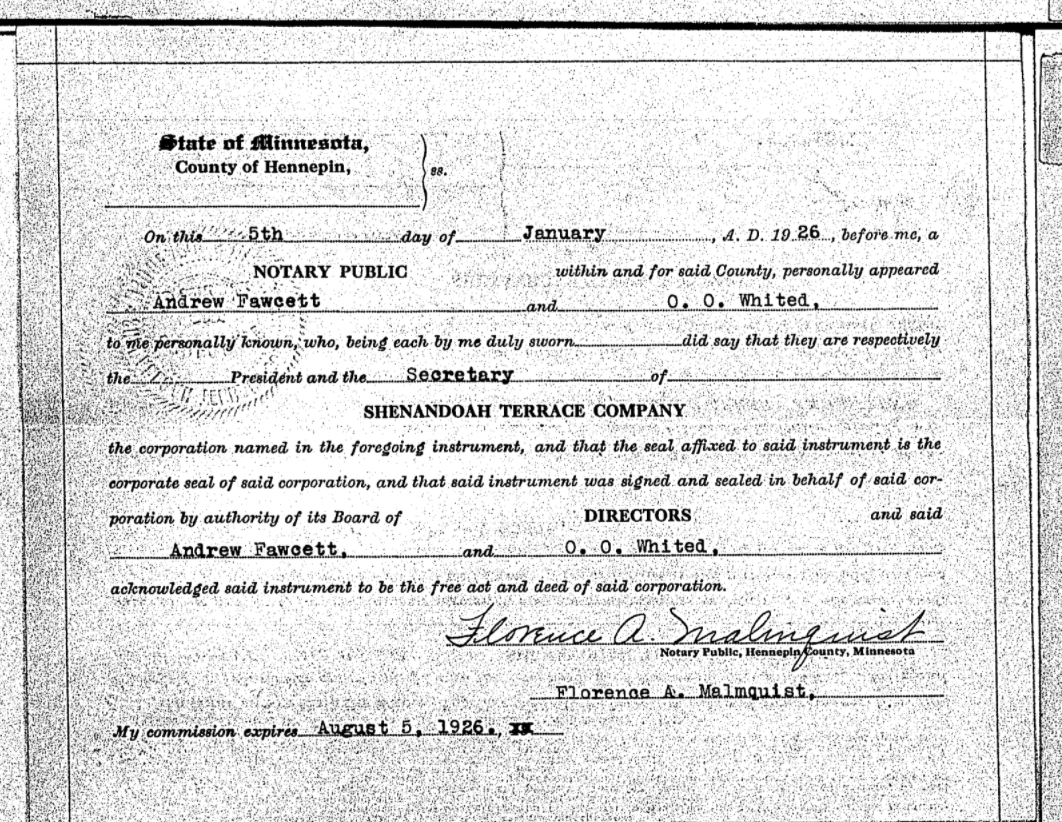 State of Minnesota,
County of Hennepin,
ss.
On this 5th day of January, A. D. 1926, before me, a
NOTARY PUBLIC within and for said County, personally appeared
Andrew Fawcett and O. O. Whited,
to me personally known, who, being each by me duly sworn did say that they are respectively
the President and the Secretary of
SHENANDOAH TERRACE COMPANY
the corporation named in the foregoing instrument, and that the seal affixed to said instrument is the
corporate seal of said corporation, and that said instrument was signed and sealed in behalf of said cor-
poration by authority of its Board of DIRECTORS and said
Andrew Fawcett, and O. O. Whited,
acknowledged said instrument to be the free act and deed of said corporation.
Florence A. Malmquist
Notary Public, Hennepin County, Minnesota
Florence A. Malmquist,
My commission expires August 5, 1926.,